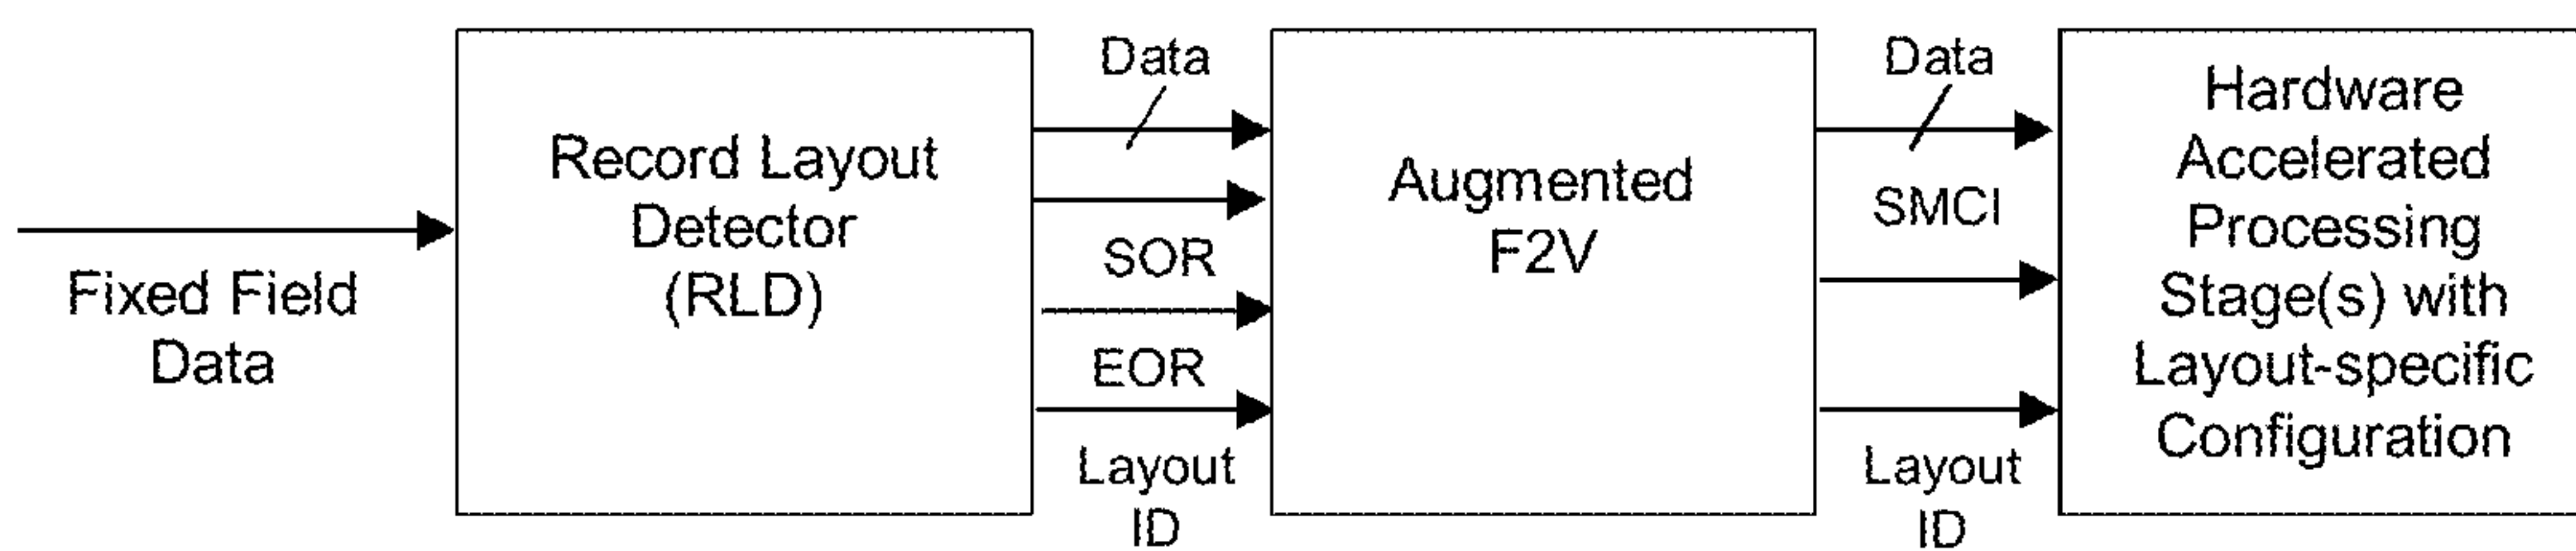 Fixed Field
Data
Record Layout
Detector
(RLD)
Data
SOR
EOR
Layout
ID
Augmented
F2V
Data
SMCI
Layout
ID
Hardware
Accelerated
Processing
Stage(s) with
Layout-specific
Configuration